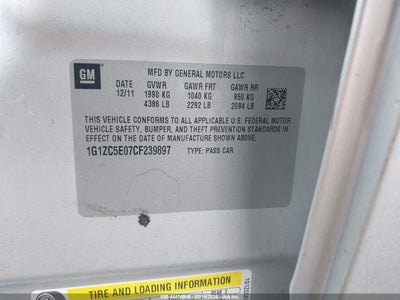 GM
MFD BY GENERAL MOTORS LLC
DATE GVWR GAWR FRT GAWR RR
12/11 1990 KG 1040 KG 950 KG
4386 LB 2292 LB 2094 LB
THIS VEHICLE CONFORMS TO ALL APPLICABLE U.S. FEDERAL MOTOR
VEHICLE SAFETY, BUMPER, AND THEFT PREVENTION STANDARDS
IN EFFECT ON THE DATE OF MANUFACTURE SHOWN ABOVE.
1G1ZC5E07CF239897 TYPE: PASS CAR
TIRE AND LOADING INFORMATION